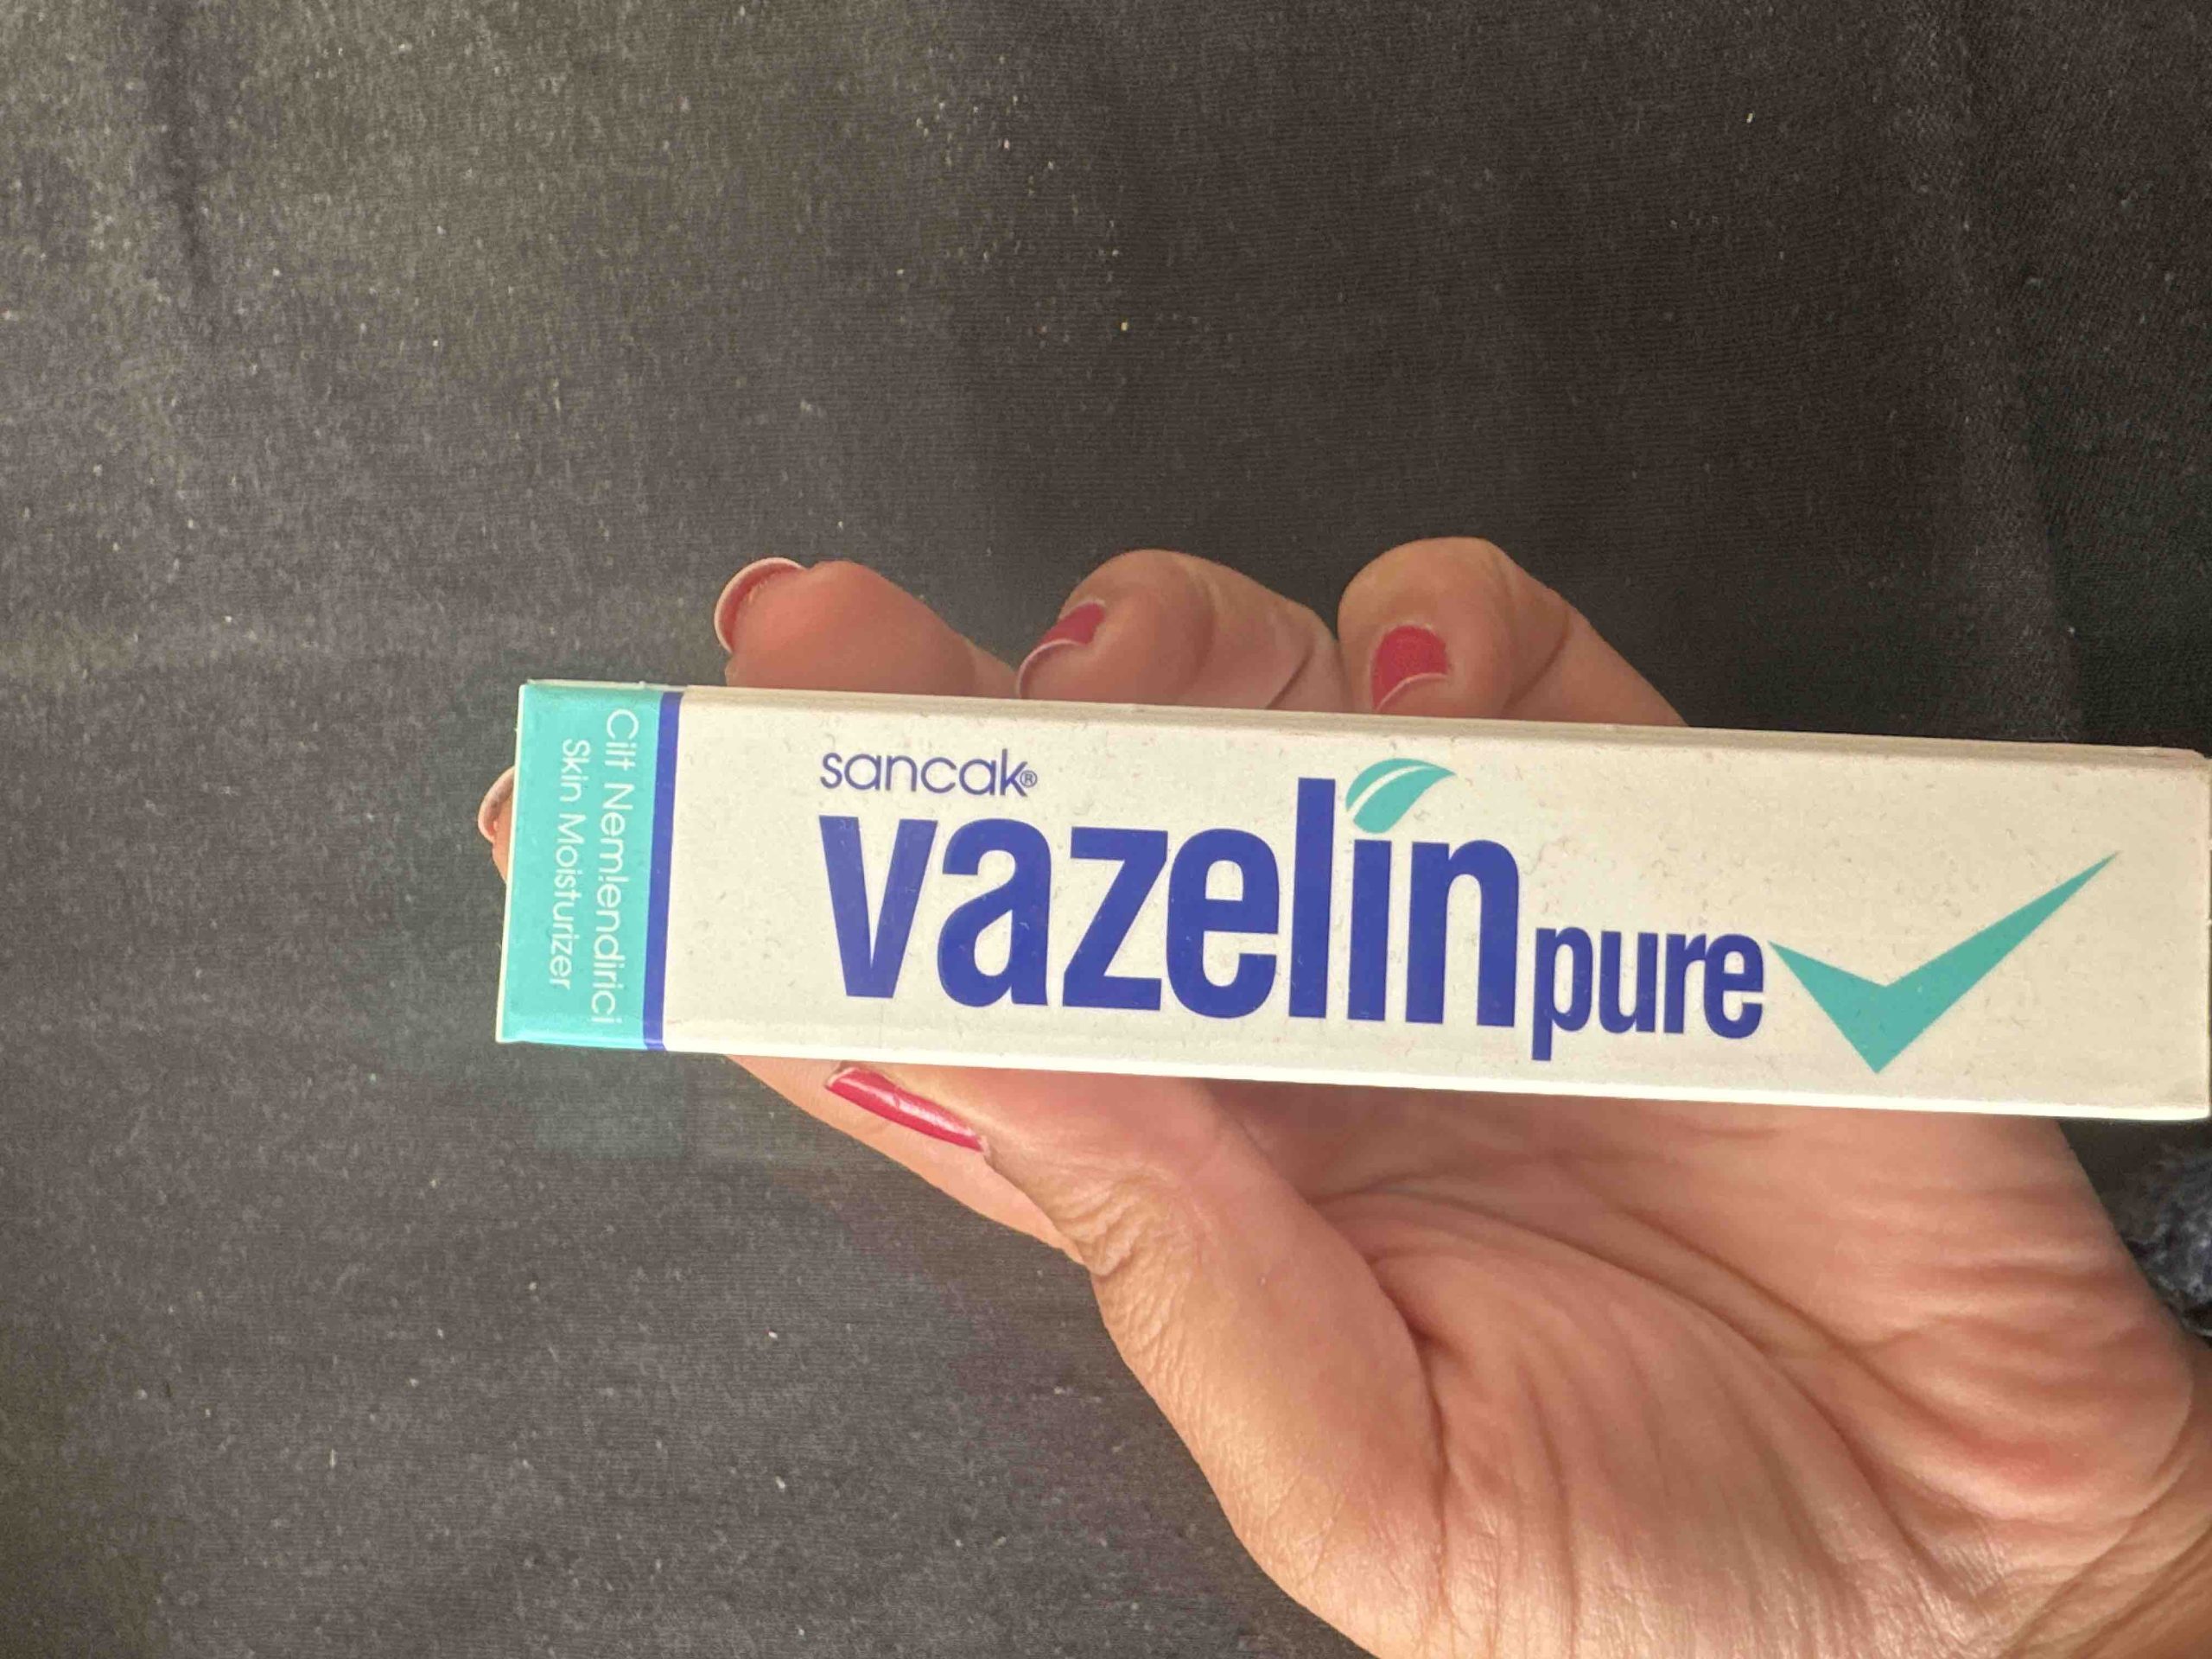 Cilt Nemlendirici
Skin Moisturizer
sancak®
vazelin pure